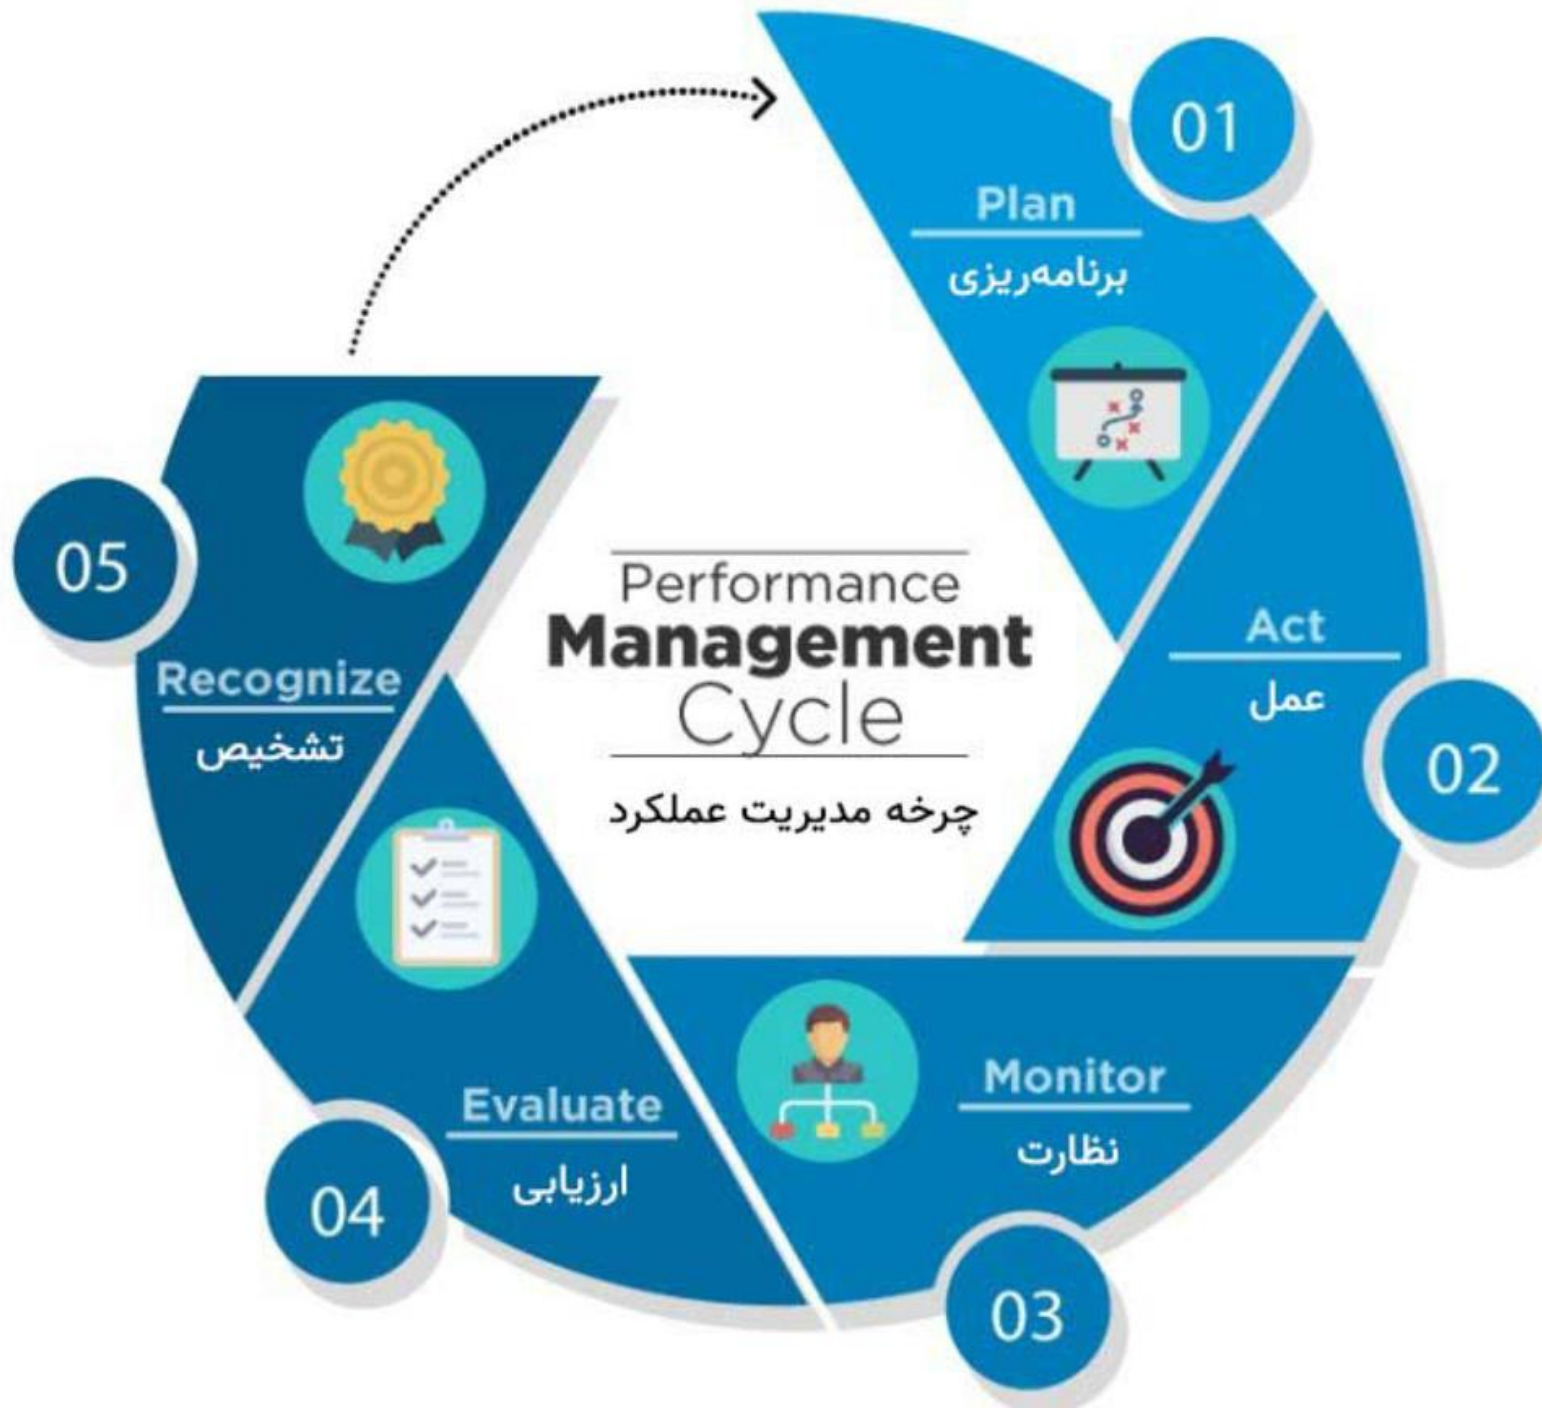 Performance
Management
Cycle
چرخه مدیریت عملکرد
01
Plan
برنامه‌ریزی
02
Act
عمل
03
Monitor
نظارت
04
Evaluate
ارزیابی
05
Recognize
تشخیص